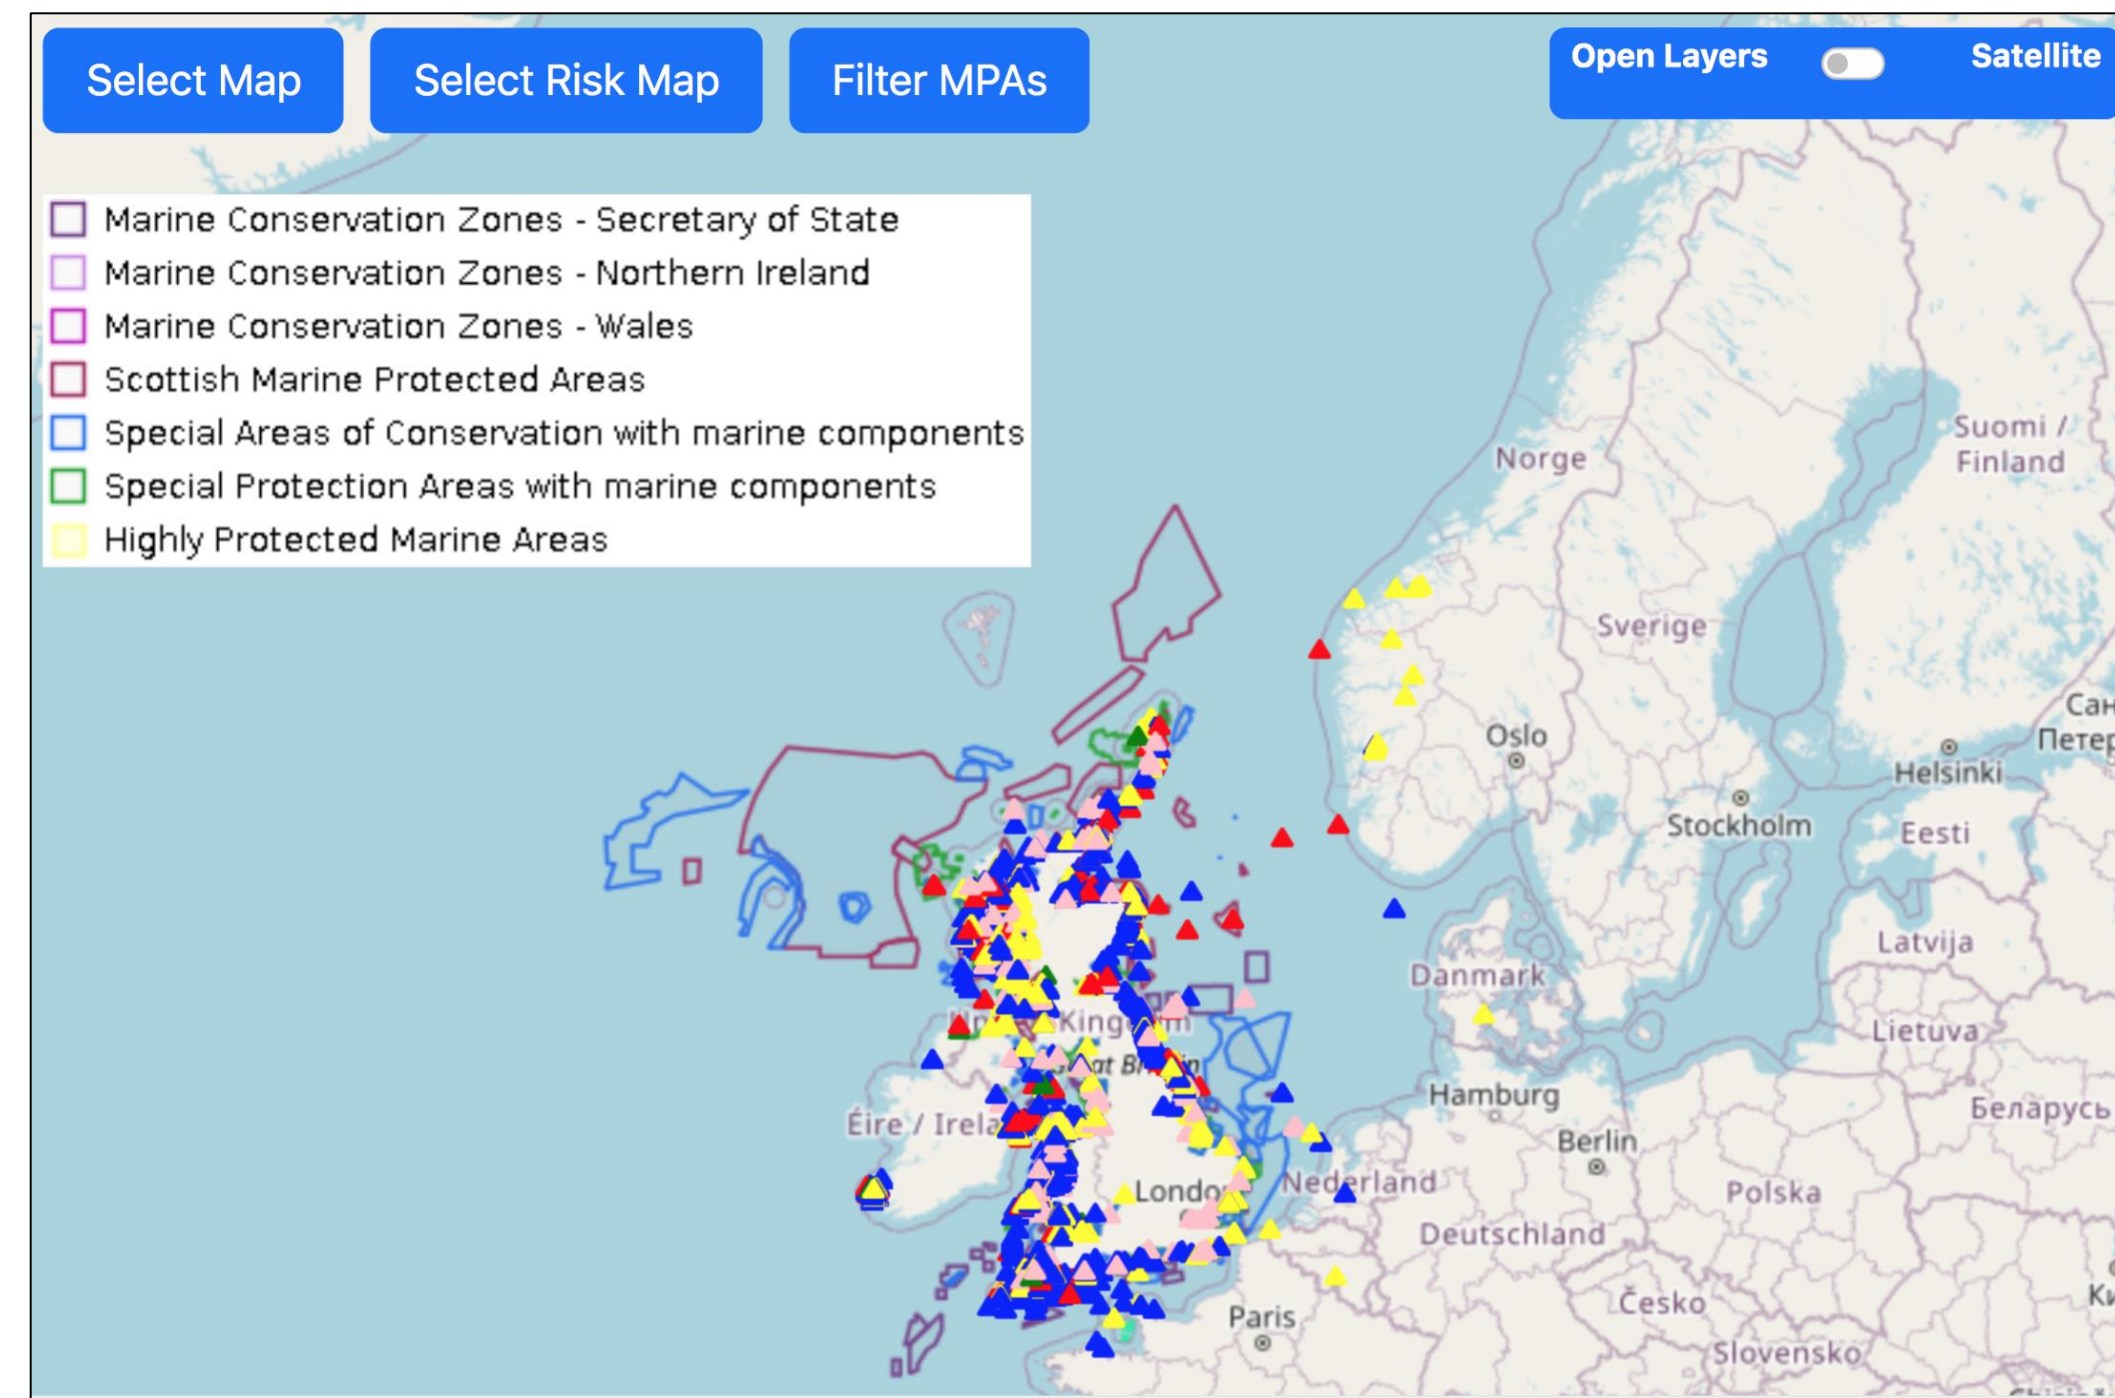 Select Map
Select Risk Map
Filter MPAs
Open Layers
Satellite
Marine Conservation Zones - Secretary of State
Marine Conservation Zones - Northern Ireland
Marine Conservation Zones - Wales
Scottish Marine Protected Areas
Special Areas of Conservation with marine components
Special Protection Areas with marine components
Highly Protected Marine Areas
Norge
Suomi /
Finland
Sverige
Oslo
Helsinki
Stockholm
Eesti
Latvija
Danmark
Lietuva
Hamburg
Беларусь
Berlin
Éire /
Nederland
Polska
Deutschland
Česko
Paris
Slovensko